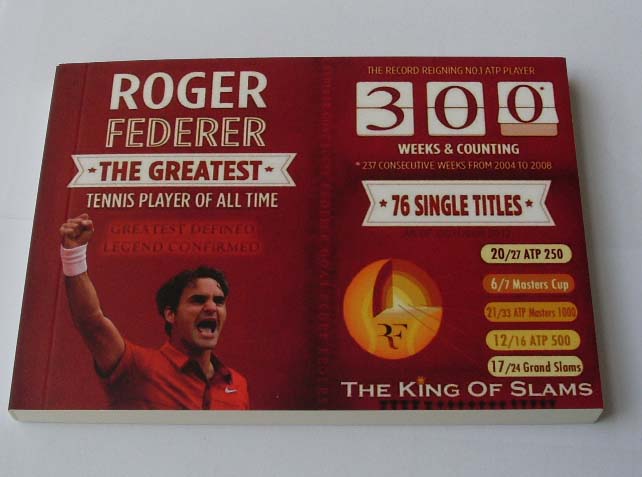 ROGER
FEDERER
THE GREATEST
TENNIS PLAYER OF ALL TIME
GREATEST DEFINED
LEGEND CONFIRMED
THE RECORD REIGNING NO.1 ATP PLAYER
300*
WEEKS & COUNTING
* 237 CONSECUTIVE WEEKS FROM 2004 TO 2008
76 SINGLE TITLES
20/27 ATP 250
6/7 Masters Cup
21/33 ATP Masters 1000
12/16 ATP 500
17/24 Grand Slams
RF
THE KING OF SLAMS